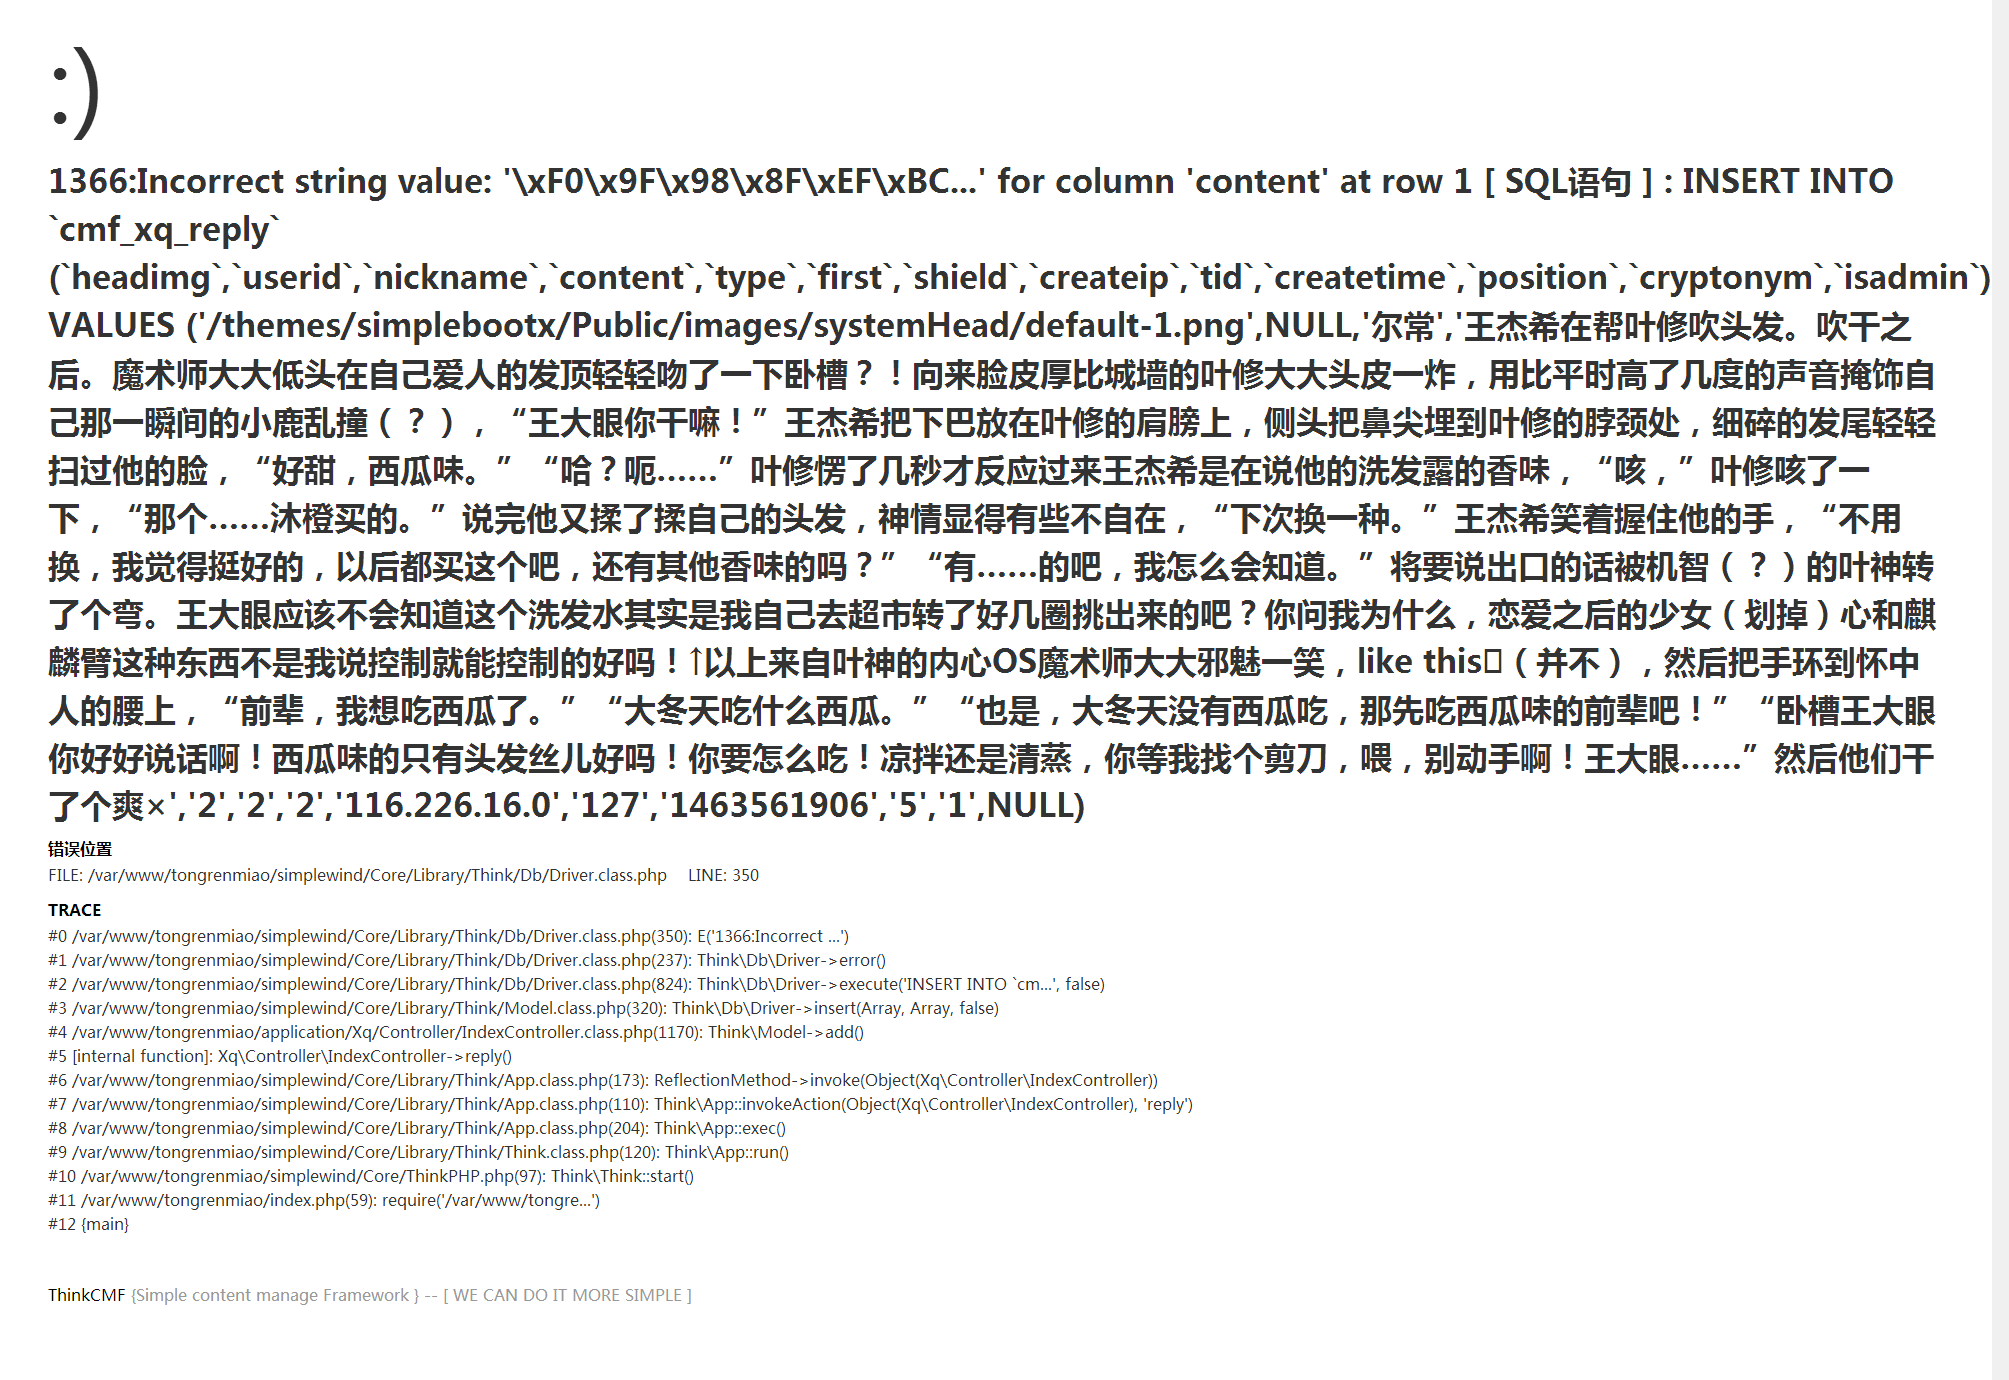 :)
1366:Incorrect string value: '\xF0\x9F\x98\x8F\xEF\xBC...' for column 'content' at row 1 [ SQL语句 ] : INSERT INTO
`cmf_xq_reply`
(`headimg`,`userid`,`nickname`,`content`,`type`,`first`,`shield`,`createip`,`tid`,`createtime`,`position`,`cryptonym`,`isadmin`)
VALUES ('/themes/simplebootx/Public/images/systemHead/default-1.png',NULL,'尔常','王杰希在帮叶修吹头发。吹干之
后。魔术师大大低头在自己爱人的发顶轻轻吻了一下卧槽？！向来脸皮厚比城墙的叶修大大头皮一炸，用比平时高了几度的声音掩饰自
己那一瞬间的小鹿乱撞（？），“王大眼你干嘛！”王杰希把下巴放在叶修的肩膀上，侧头把鼻尖埋到叶修的脖颈处，细碎的发尾轻轻
扫过他的脸，“好甜，西瓜味。”“哈？呃……”叶修愣了几秒才反应过来王杰希是在说他的洗发露的香味，“咳，”叶修咳了一
下，“那个……沐橙买的。”说完他又揉了揉自己的头发，神情显得有些不自在，“下次换一种。”王杰希笑着握住他的手，“不用
换，我觉得挺好的，以后都买这个吧，还有其他香味的吗？”“有……的吧，我怎么会知道。”将要说出口的话被机智（？）的叶神转
了个弯。王大眼应该不会知道这个洗发水其实是我自己去超市转了好几圈挑出来的吧？你问我为什么，恋爱之后的少女（划掉）心和麒
麟臂这种东西不是我说控制就能控制的好吗！↑以上来自叶神的内心OS魔术师大大邪魅一笑，like this（并不），然后把手环到怀中
人的腰上，“前辈，我想吃西瓜了。”“大冬天吃什么西瓜。”“也是，大冬天没有西瓜吃，那先吃西瓜味的前辈吧！”“卧槽王大眼
你好好说话啊！西瓜味的只有头发丝儿好吗！你要怎么吃！凉拌还是清蒸，你等我找个剪刀，喂，别动手啊！王大眼……”然后他们干
了个爽×','2','2','2','116.226.16.0','127','1463561906','5','1',NULL)
错误位置
FILE: /var/www/tongrenmiao/simplewind/Core/Library/Think/Db/Driver.class.php LINE: 350
TRACE
#0 /var/www/tongrenmiao/simplewind/Core/Library/Think/Db/Driver.class.php(350): E('1366:Incorrect ...')
#1 /var/www/tongrenmiao/simplewind/Core/Library/Think/Db/Driver.class.php(237): Think\Db\Driver->error()
#2 /var/www/tongrenmiao/simplewind/Core/Library/Think/Db/Driver.class.php(824): Think\Db\Driver->execute('INSERT INTO `cm...', false)
#3 /var/www/tongrenmiao/simplewind/Core/Library/Think/Model.class.php(320): Think\Db\Driver->insert(Array, Array, false)
#4 /var/www/tongrenmiao/application/Xq/Controller/IndexController.class.php(1170): Think\Model->add()
#5 [internal function]: Xq\Controller\IndexController->reply()
#6 /var/www/tongrenmiao/simplewind/Core/Library/Think/App.class.php(173): ReflectionMethod->invoke(Object(Xq\Controller\IndexController))
#7 /var/www/tongrenmiao/simplewind/Core/Library/Think/App.class.php(110): Think\App::invokeAction(Object(Xq\Controller\IndexController), 'reply')
#8 /var/www/tongrenmiao/simplewind/Core/Library/Think/App.class.php(204): Think\App::exec()
#9 /var/www/tongrenmiao/simplewind/Core/Library/Think/Think.class.php(120): Think\App::run()
#10 /var/www/tongrenmiao/simplewind/Core/ThinkPHP.php(97): Think\Think::start()
#11 /var/www/tongrenmiao/index.php(59): require('/var/www/tongre...')
#12 {main}
ThinkCMF {Simple content manage Framework } -- [ WE CAN DO IT MORE SIMPLE ]